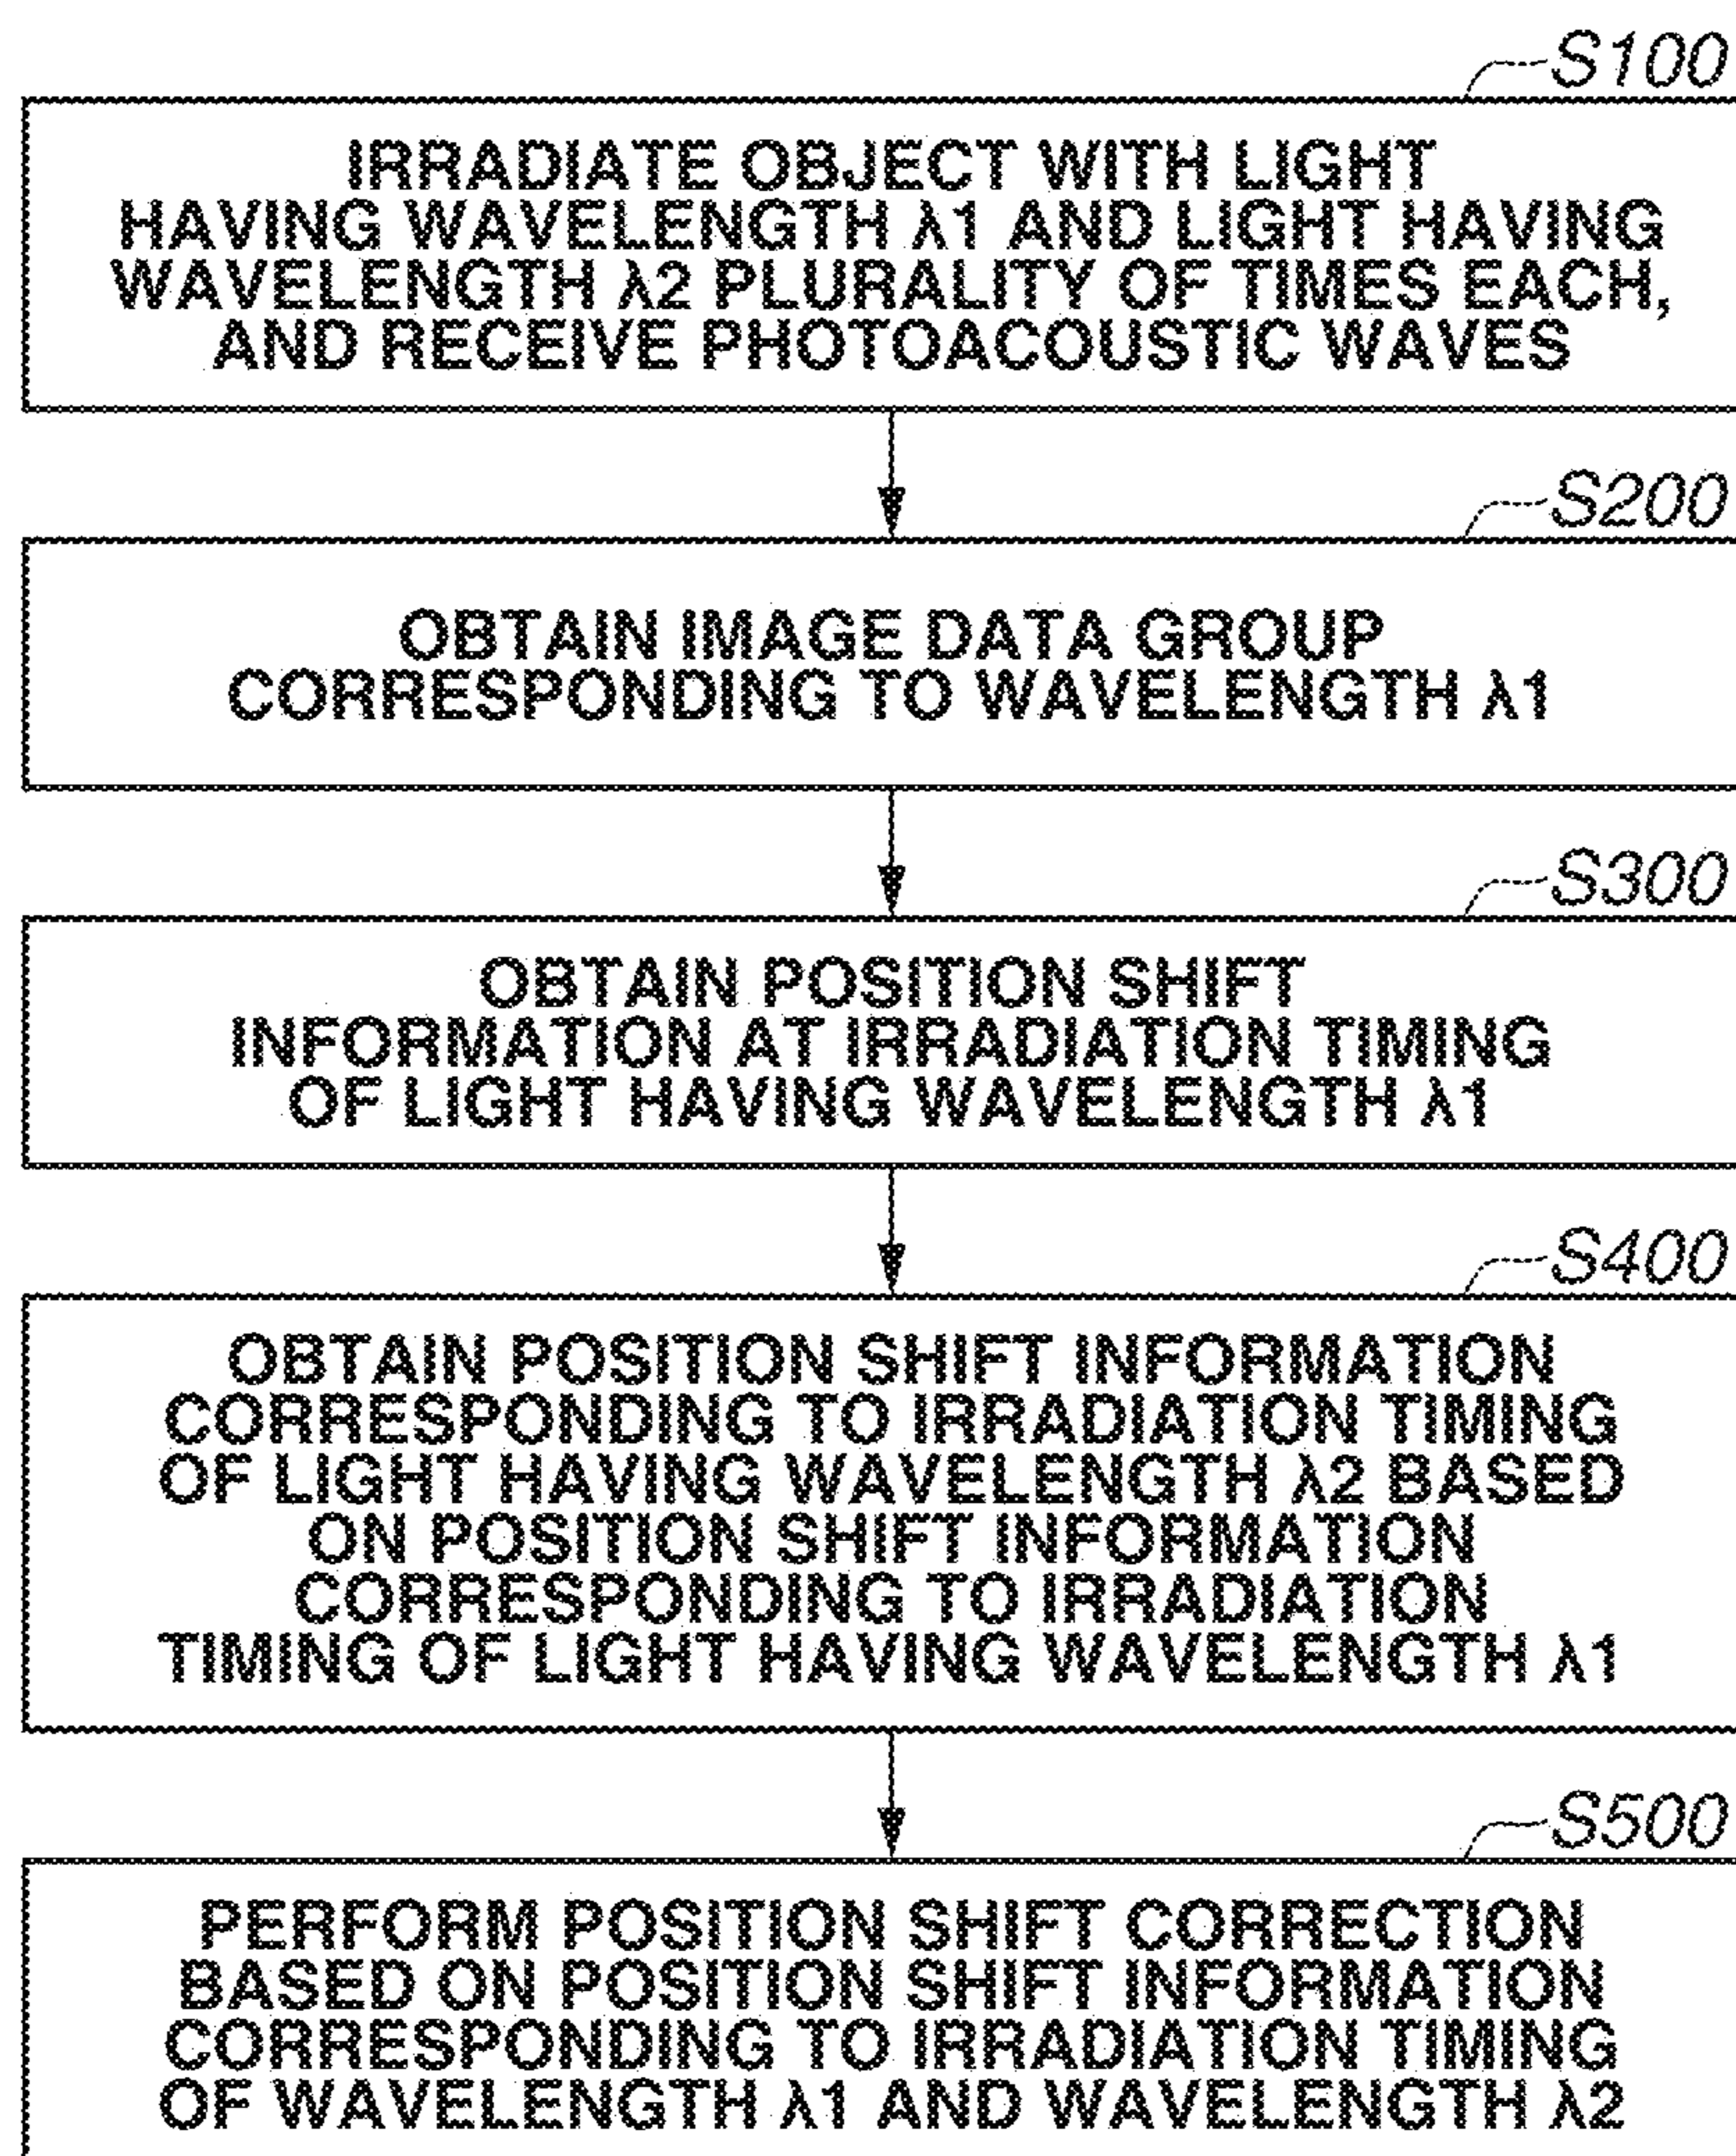 S100
IRRADIATE OBJECT WITH LIGHT
HAVING WAVELENGTH λ1 AND LIGHT HAVING
WAVELENGTH λ2 PLURALITY OF TIMES EACH,
AND RECEIVE PHOTOACOUSTIC WAVES
S200
OBTAIN IMAGE DATA GROUP
CORRESPONDING TO WAVELENGTH λ1
S300
OBTAIN POSITION SHIFT
INFORMATION AT IRRADIATION TIMING
OF LIGHT HAVING WAVELENGTH λ1
S400
OBTAIN POSITION SHIFT INFORMATION
CORRESPONDING TO IRRADIATION TIMING
OF LIGHT HAVING WAVELENGTH λ2 BASED
ON POSITION SHIFT INFORMATION
CORRESPONDING TO IRRADIATION
TIMING OF LIGHT HAVING WAVELENGTH λ1
S500
PERFORM POSITION SHIFT CORRECTION
BASED ON POSITION SHIFT INFORMATION
CORRESPONDING TO IRRADIATION TIMING
OF WAVELENGTH λ1 AND WAVELENGTH λ2